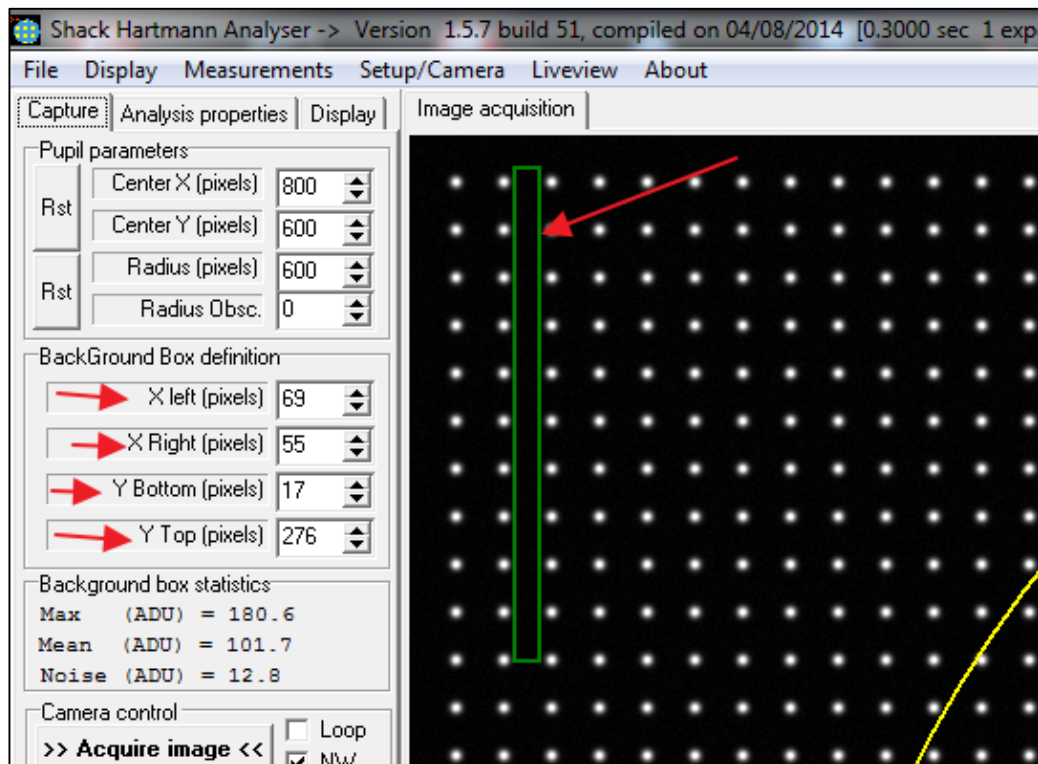 Shack Hartmann Analyser -> Version 1.5.7 build 51, compiled on 04/08/2014 [0.3000 sec 1 exp
File Display Measurements Setup/Camera Liveview About
Capture Analysis properties Display Image acquisition
Pupil parameters
Rst Center X (pixels) 800
Center Y (pixels) 600
Rst Radius (pixels) 600
Radius Obsc. 0
BackGround Box definition
X left (pixels) 69
X Right (pixels) 55
Y Bottom (pixels) 17
Y Top (pixels) 276
Background box statistics
Max (ADU) = 180.6
Mean (ADU) = 101.7
Noise (ADU) = 12.8
Camera control
Loop
>> Acquire image <<
NW